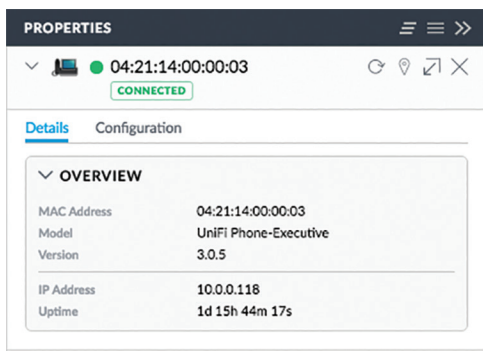 PROPERTIES
04:21:14:00:00:03
CONNECTED
Details Configuration
OVERVIEW
MAC Address 04:21:14:00:00:03
Model UniFi Phone-Executive
Version 3.0.5
IP Address 10.0.0.118
Uptime 1d 15h 44m 17s